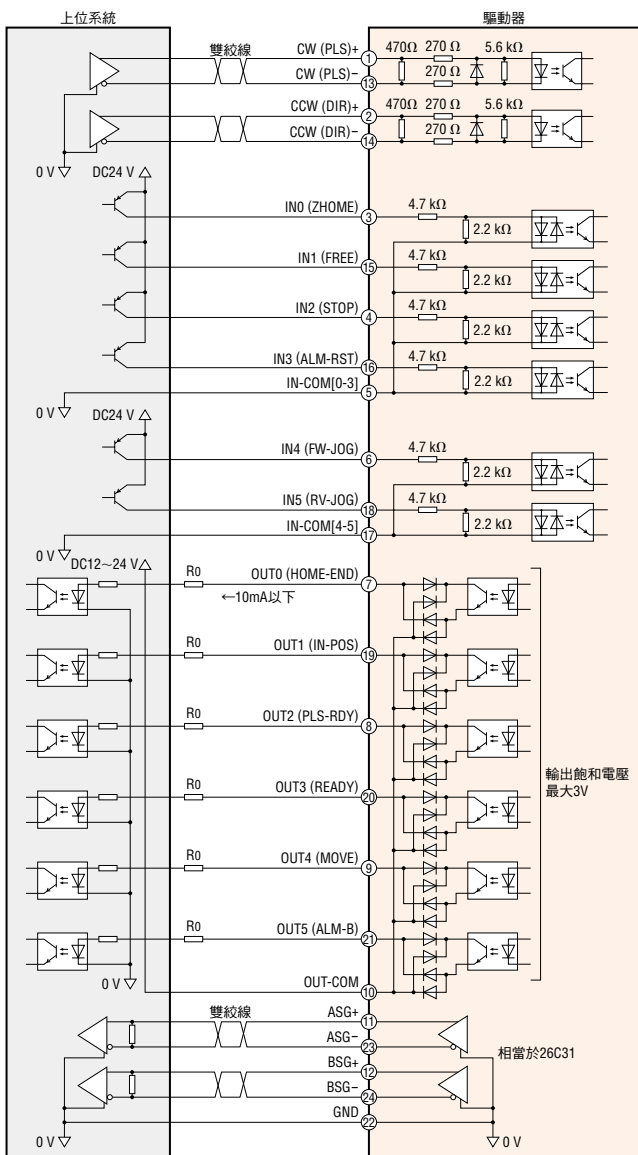 上位系統
驅動器
雙絞線
CW (PLS)+
1
470Ω
270 Ω
5.6 kΩ
CW (PLS)−
13
270 Ω
CCW (DIR)+
2
470Ω
270 Ω
5.6 kΩ
CCW (DIR)−
14
270 Ω
0 V
DC24 V
IN0 (ZHOME)
3
4.7 kΩ
2.2 kΩ
IN1 (FREE)
15
4.7 kΩ
2.2 kΩ
IN2 (STOP)
4
4.7 kΩ
2.2 kΩ
IN3 (ALM-RST)
16
4.7 kΩ
2.2 kΩ
IN-COM[0-3]
5
0 V
DC24 V
IN4 (FW-JOG)
6
4.7 kΩ
2.2 kΩ
IN5 (RV-JOG)
18
4.7 kΩ
2.2 kΩ
IN-COM[4-5]
17
0 V
DC12~24 V
R0
OUT0 (HOME-END)
7
←10mA以下
R0
OUT1 (IN-POS)
19
R0
OUT2 (PLS-RDY)
8
輸出飽和電壓
最大3V
R0
OUT3 (READY)
20
R0
OUT4 (MOVE)
9
R0
OUT5 (ALM-B)
21
0 V
OUT-COM
10
雙絞線
ASG+
11
ASG−
23
相當於26C31
BSG+
12
BSG−
24
GND
22
0 V
0 V